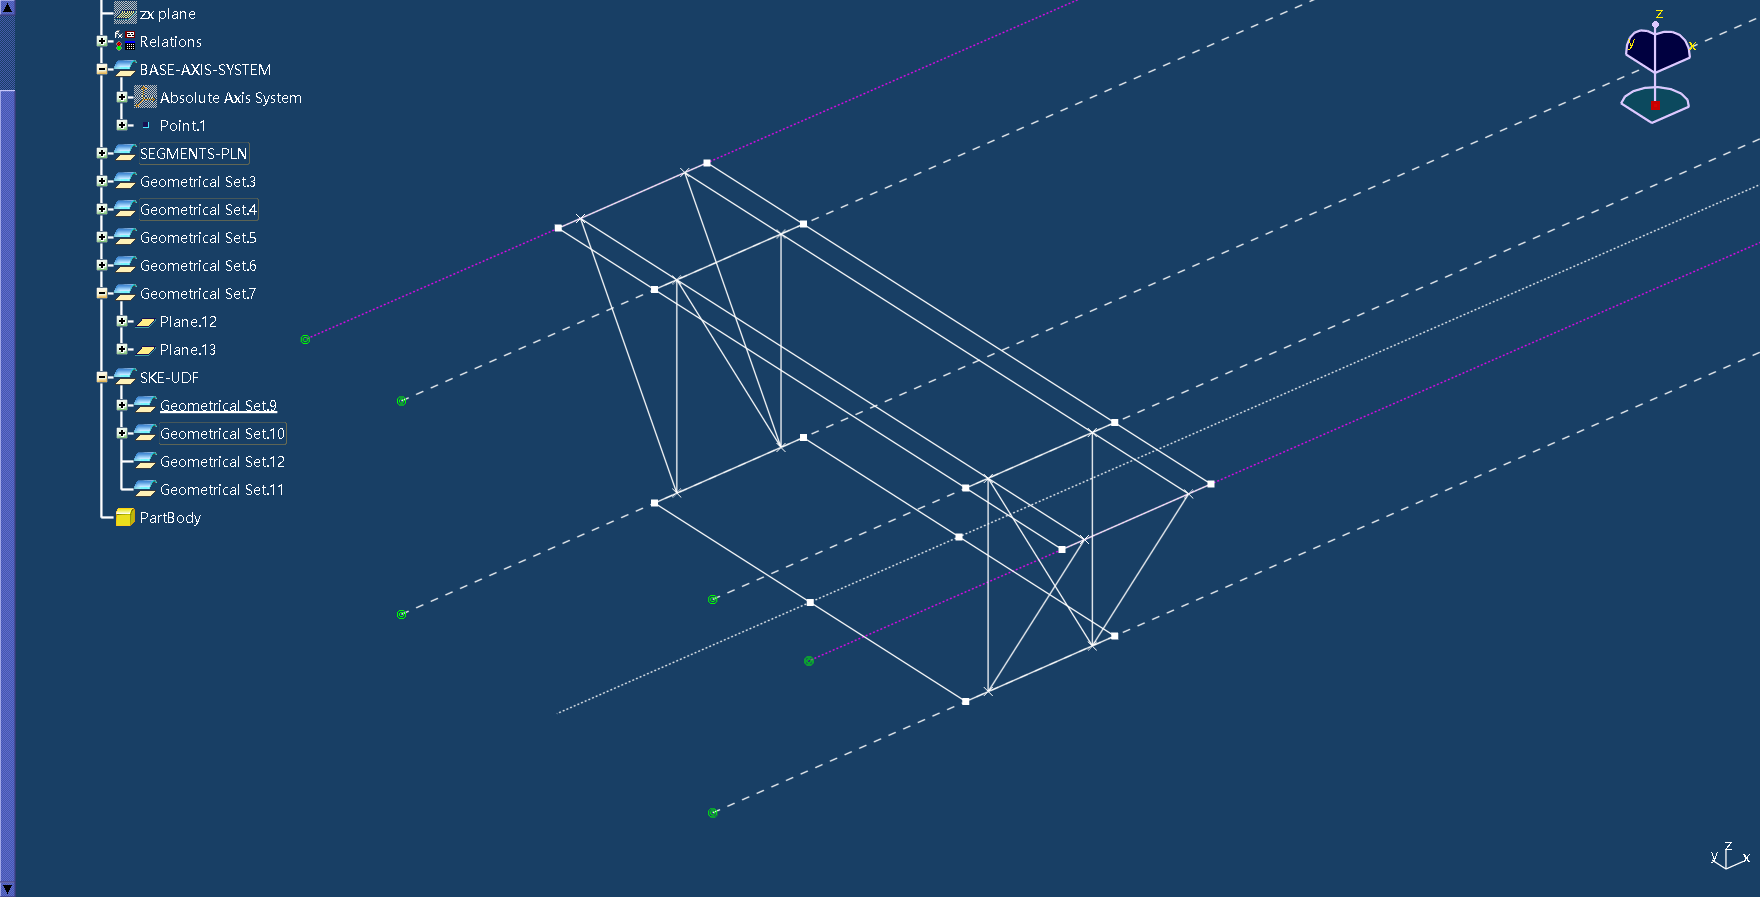 zx plane
Relations
BASE-AXIS-SYSTEM
Absolute Axis System
Point.1
SEGMENTS-PLN
Geometrical Set.3
Geometrical Set.4
Geometrical Set.5
Geometrical Set.6
Geometrical Set.7
Plane.12
Plane.13
SKE-UDF
Geometrical Set.9
Geometrical Set.10
Geometrical Set.12
Geometrical Set.11
PartBody
z
y x
z
y x